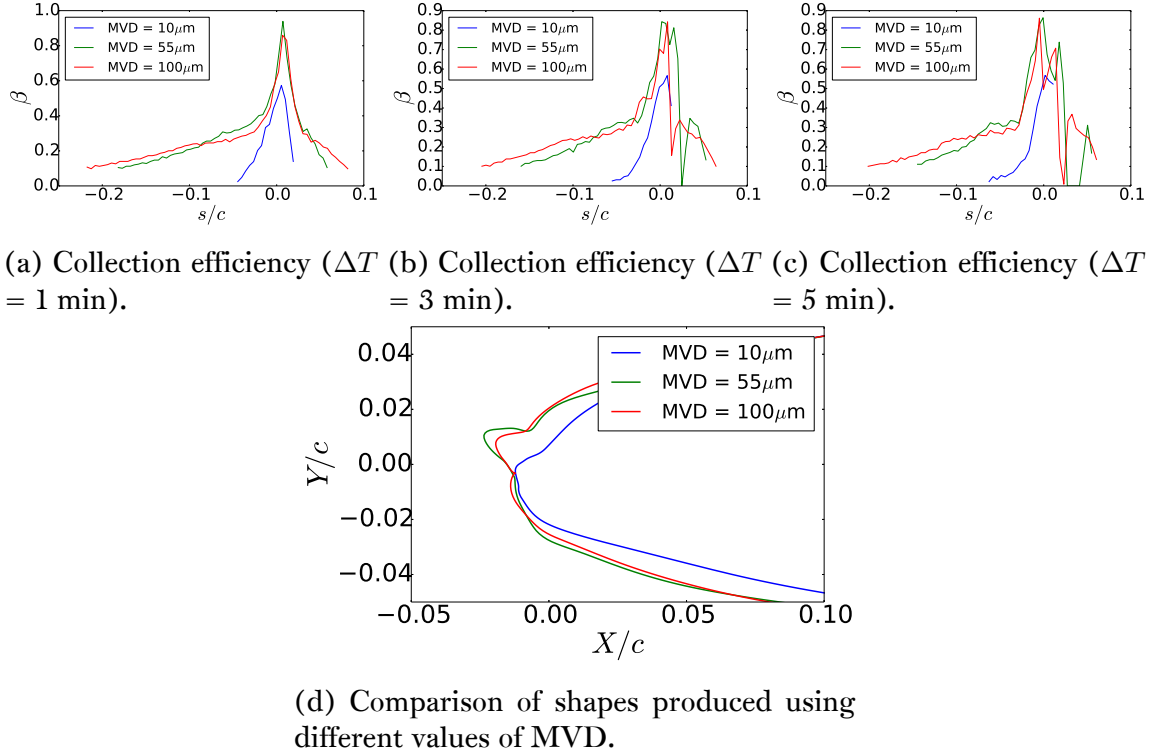 1.0
0.8
0.6
0.4
0.2
0.0
β
−0.2 −0.1 0.0 0.1
s/c
MVD = 10μm
MVD = 55μm
MVD = 100μm
0.9
0.8
0.7
0.6
0.5
0.4
0.3
0.2
0.1
0.0
β
−0.2 −0.1 0.0 0.1
s/c
MVD = 10μm
MVD = 55μm
MVD = 100μm
0.9
0.8
0.7
0.6
0.5
0.4
0.3
0.2
0.1
0.0
β
−0.2 −0.1 0.0 0.1
s/c
MVD = 10μm
MVD = 55μm
MVD = 100μm
(a) Collection efficiency (ΔT
= 1 min).
(b) Collection efficiency (ΔT
= 3 min).
(c) Collection efficiency (ΔT
= 5 min).
0.04
0.02
0.00
−0.02
−0.04
Y/c
−0.05 0.00 0.05 0.10
X/c
MVD = 10μm
MVD = 55μm
MVD = 100μm
(d) Comparison of shapes produced using
different values of MVD.